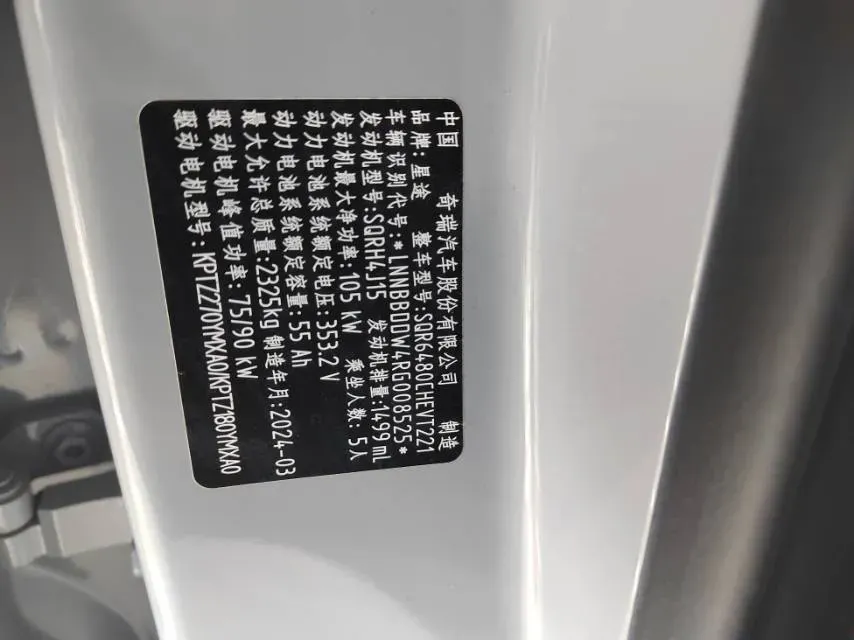 中国 奇瑞汽车股份有限公司 制造
品牌:星途 整车型号:SQR6480CHEVT221
车辆识别代号:*LNNBBDDW4RG008525*
发动机型号:SQRH4J15 发动机排量:1499 mL
发动机最大净功率:105 kW 乘坐人数:5人
动力电池系统额定电压:353.2 V
动力电池系统额定容量:55 Ah
最大允许总质量:2325kg 制造年月:2024-03
驱动电机峰值功率:75/90 kW
驱动电机型号:KPTZ270YMXA0/KPTZ180YMXA0